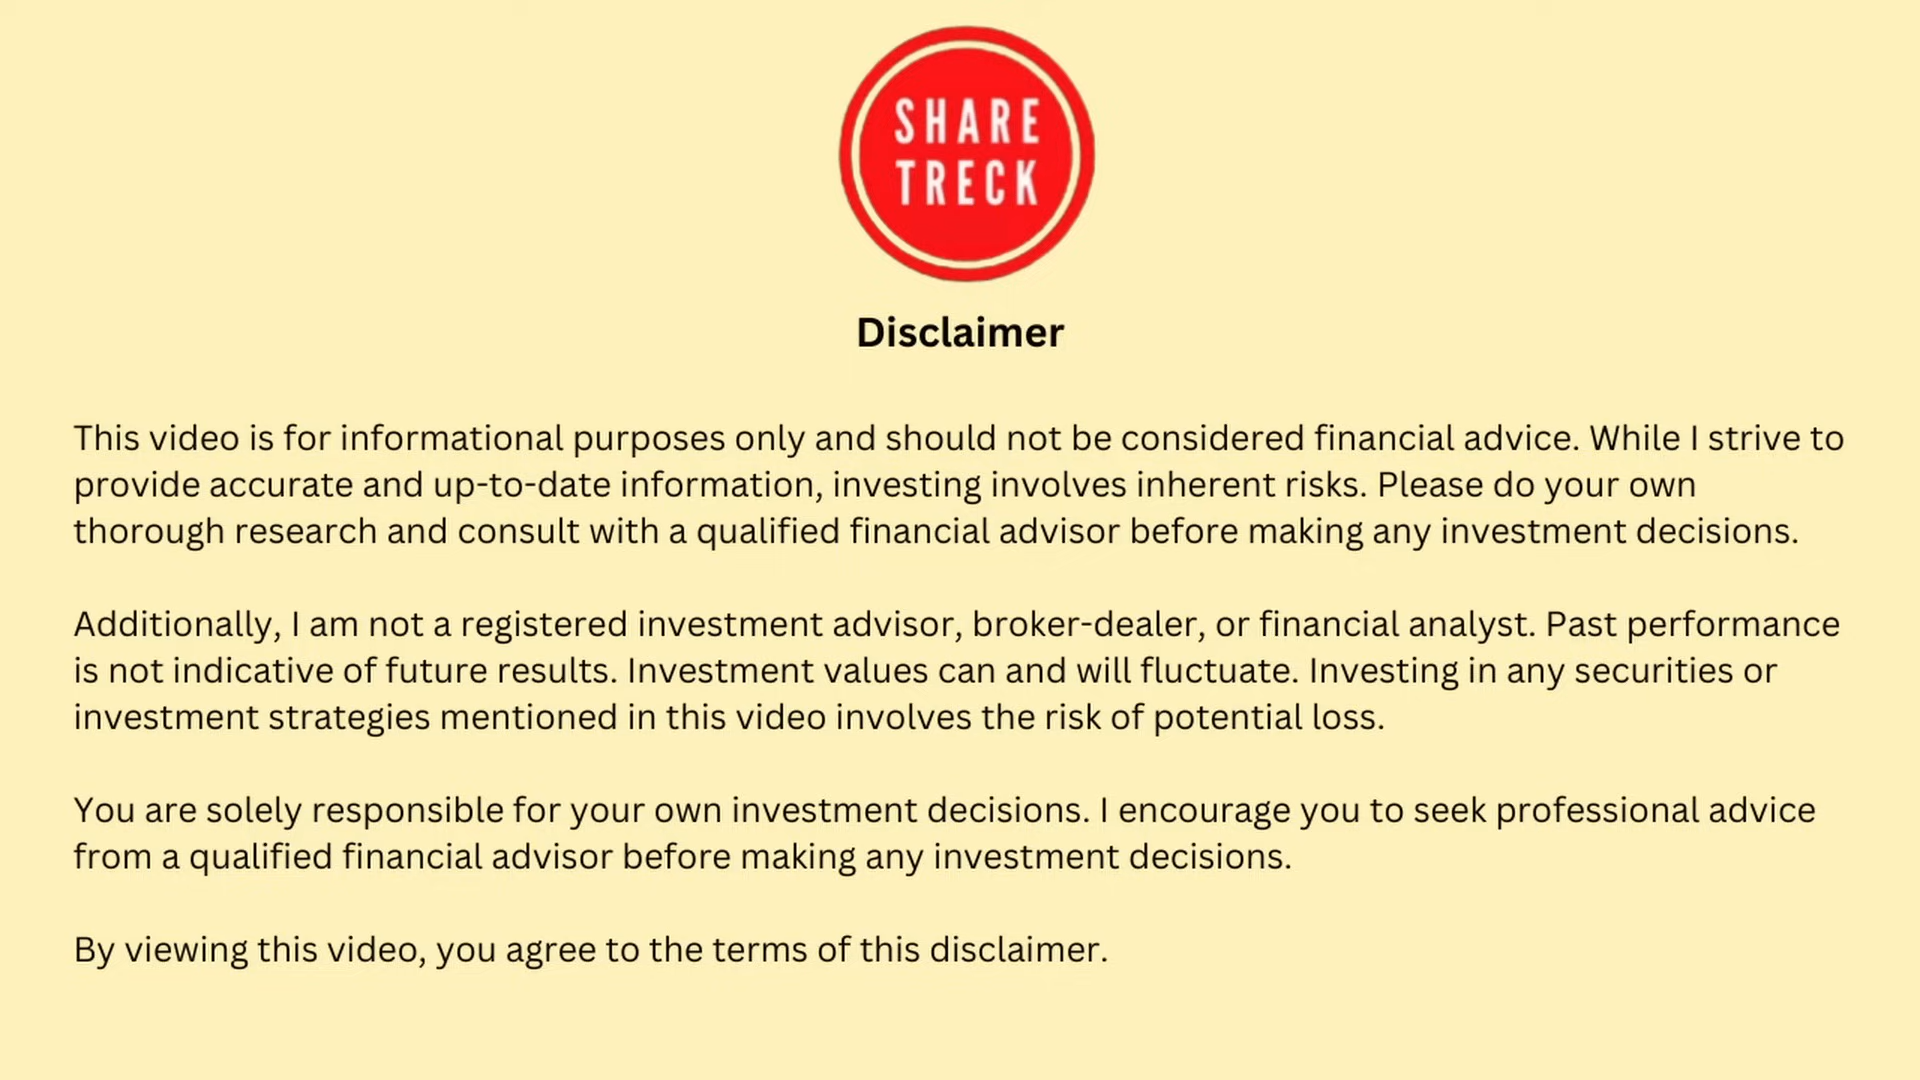 SHARE
TRECK
Disclaimer
This video is for informational purposes only and should not be considered financial advice. While I strive to
provide accurate and up-to-date information, investing involves inherent risks. Please do your own
thorough research and consult with a qualified financial advisor before making any investment decisions.
Additionally, I am not a registered investment advisor, broker-dealer, or financial analyst. Past performance
is not indicative of future results. Investment values can and will fluctuate. Investing in any securities or
investment strategies mentioned in this video involves the risk of potential loss.
You are solely responsible for your own investment decisions. I encourage you to seek professional advice
from a qualified financial advisor before making any investment decisions.
By viewing this video, you agree to the terms of this disclaimer.